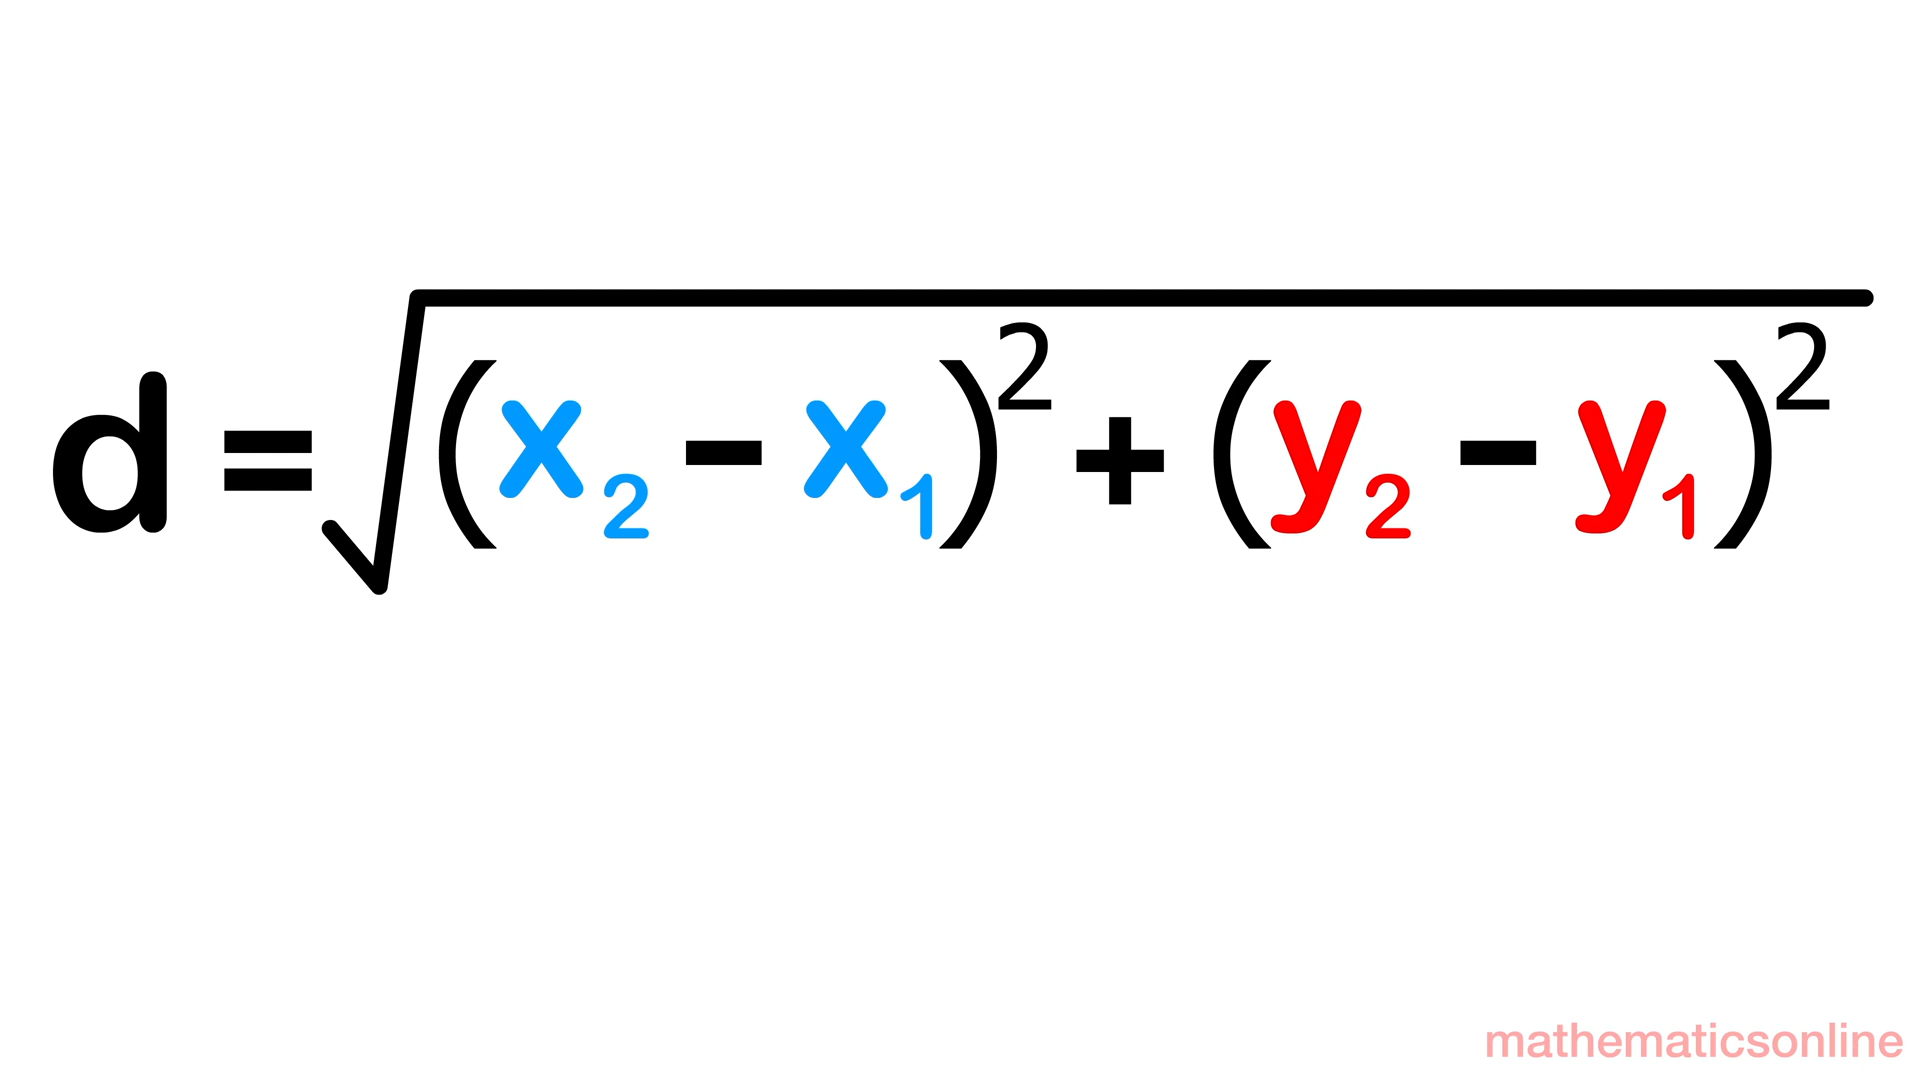 d = √(x₂ - x₁)² + (y₂ - y₁)²
mathematicsonline